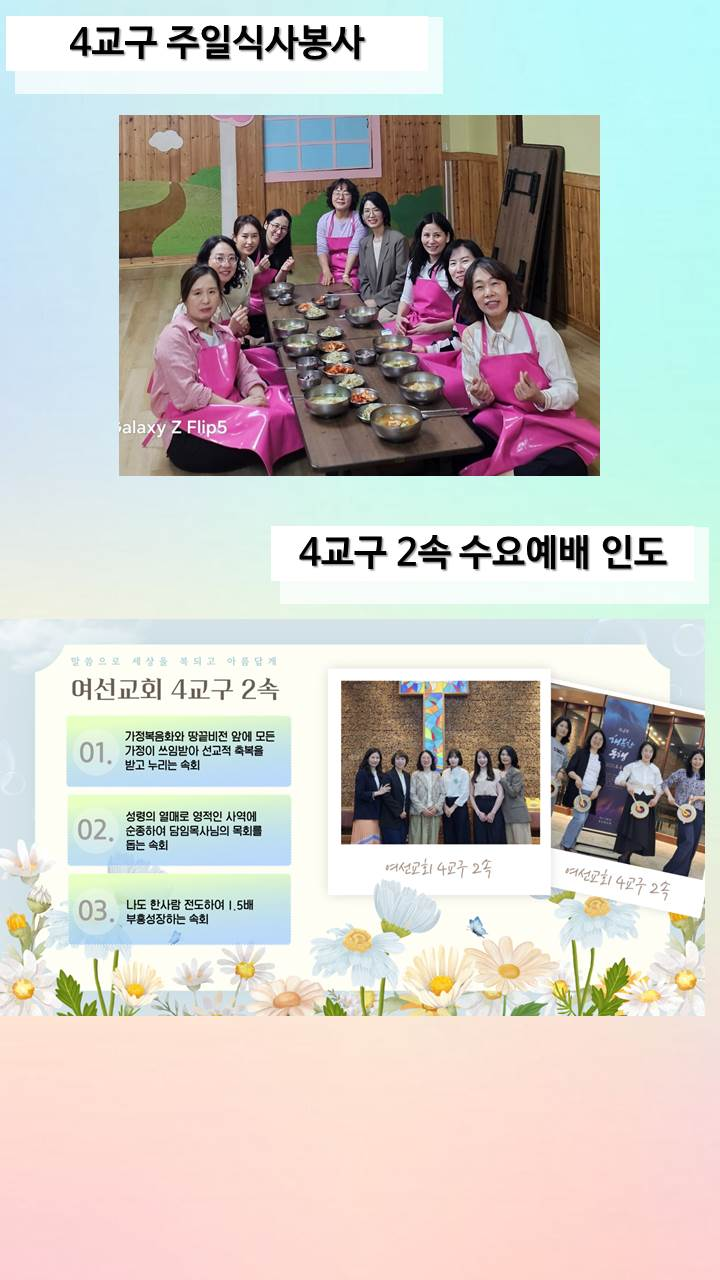 4교구 주일식사봉사
Galaxy Z Flip5
4교구 2속 수요예배 인도
말씀으로 세상을 복되고 아름답게
여선교회 4교구 2속
01.
가정복음화와 땅끝비전 앞에 모든
가정이 쓰임받아 선교적 축복을
받고 누리는 속회
02.
성령의 열매로 영적인 사역에
순종하여 담임목사님의 목회를
돕는 속회
03.
나도 한사람 전도하여 1.5배
부흥성장하는 속회
여선교회 4교구 2속
여선교회 4교구 2속